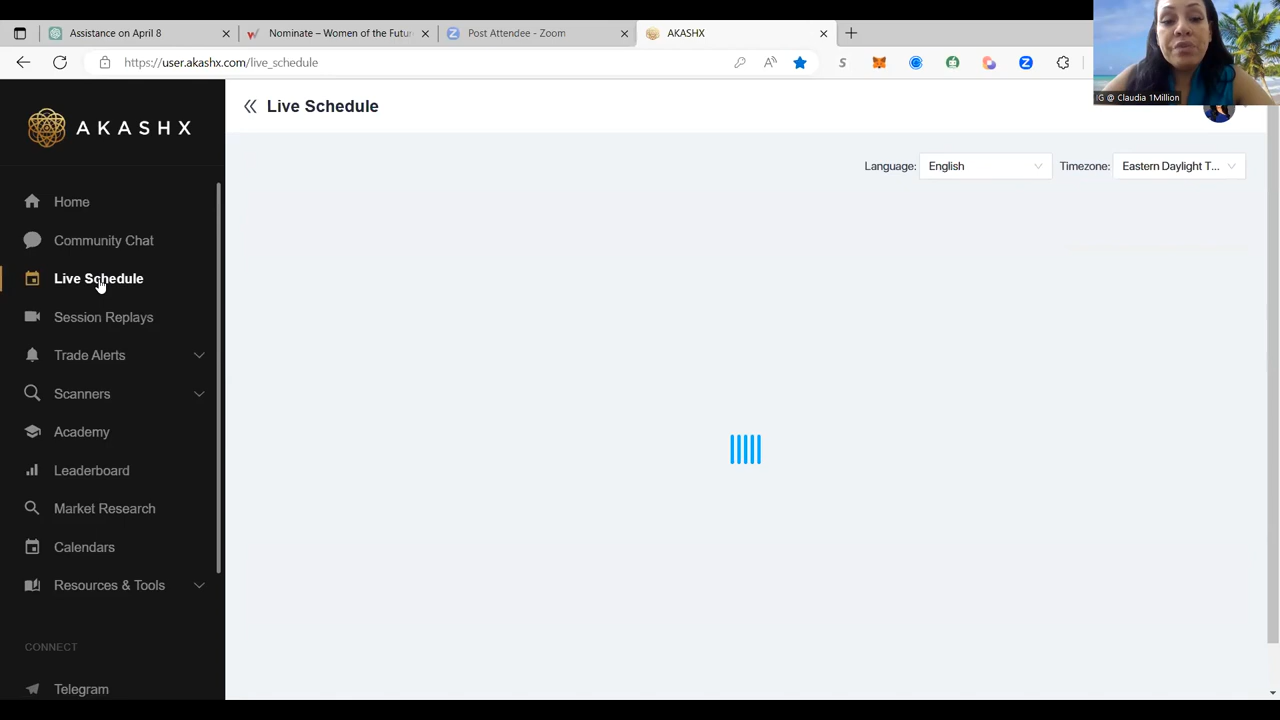 Assistance on April 8
Nominate – Women of the Futur
Post Attendee - Zoom
AKASHX
https://user.akashx.com/live_schedule
IG @ Claudia 1Million
AKASHX
Live Schedule
Language: English
Timezone: Eastern Daylight T...
Home
Community Chat
Live Schedule
Session Replays
Trade Alerts
Scanners
Academy
Leaderboard
Market Research
Calendars
Resources & Tools
CONNECT
Telegram